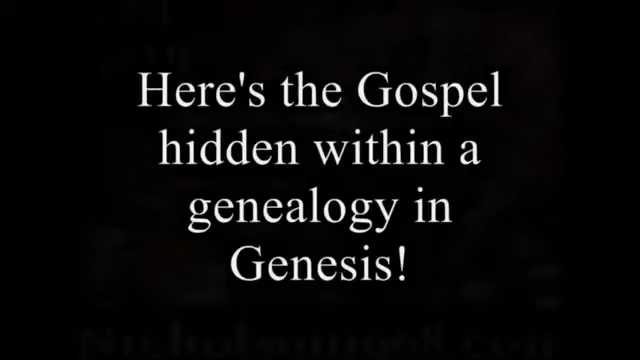 Here's the Gospel
hidden within a
genealogy in
Genesis!